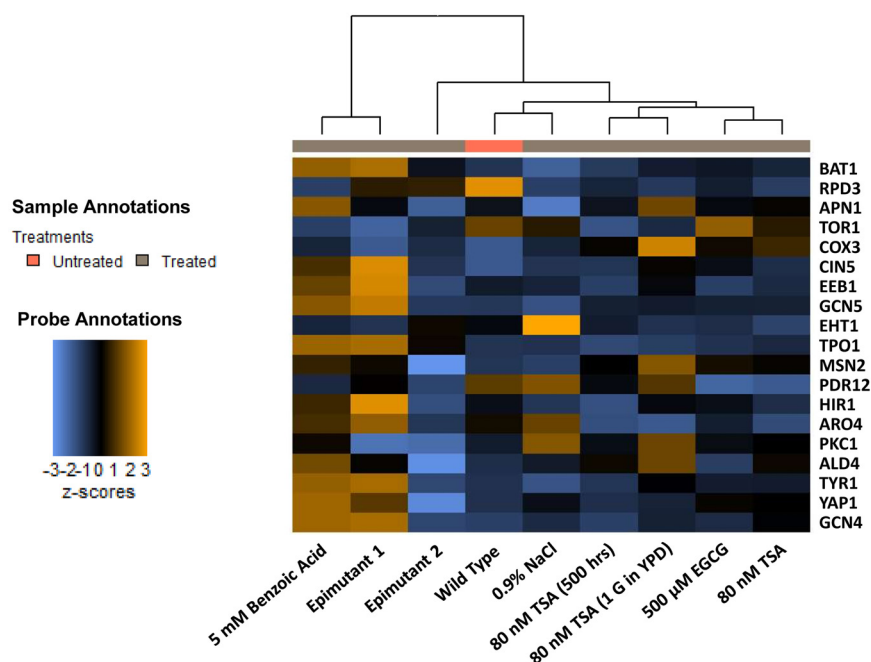 Sample Annotations
Treatments
Untreated Treated
Probe Annotations
-3-2-1 0 1 2 3
z-scores
BAT1
RPD3
APN1
TOR1
COX3
CIN5
EEB1
GCN5
EHT1
TPO1
MSN2
PDR12
HIR1
ARO4
PKC1
ALD4
TYR1
YAP1
GCN4
5 mM Benzoic Acid
Epimutant 1
Epimutant 2
Wild Type
0.9% NaCl
80 nM TSA (500 hrs)
80 nM TSA (1 G in YPD)
500 µM EGCG
80 nM TSA